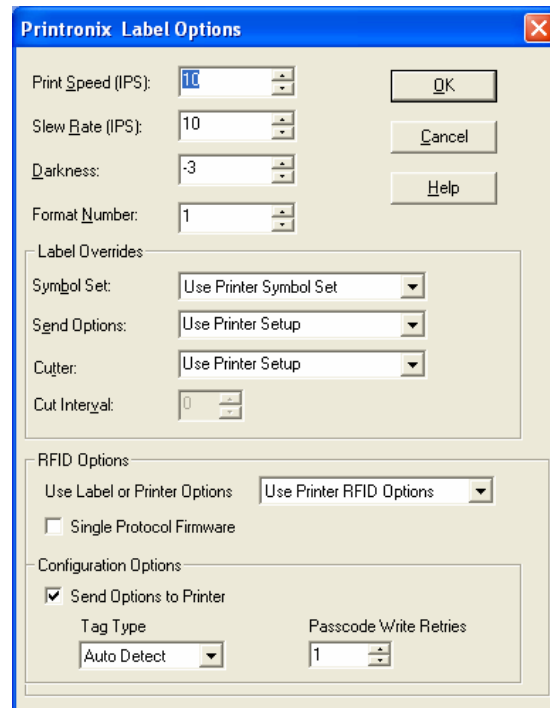 Printronix Label Options
Print Speed (IPS): 10 OK
Slew Rate (IPS): 10 Cancel
Darkness: -3 Help
Format Number: 1
Label Overrides
Symbol Set: Use Printer Symbol Set
Send Options: Use Printer Setup
Cutter: Use Printer Setup
Cut Interval: 0
RFID Options
Use Label or Printer Options Use Printer RFID Options
Single Protocol Firmware
Configuration Options
Send Options to Printer
Tag Type Passcode Write Retries
Auto Detect 1